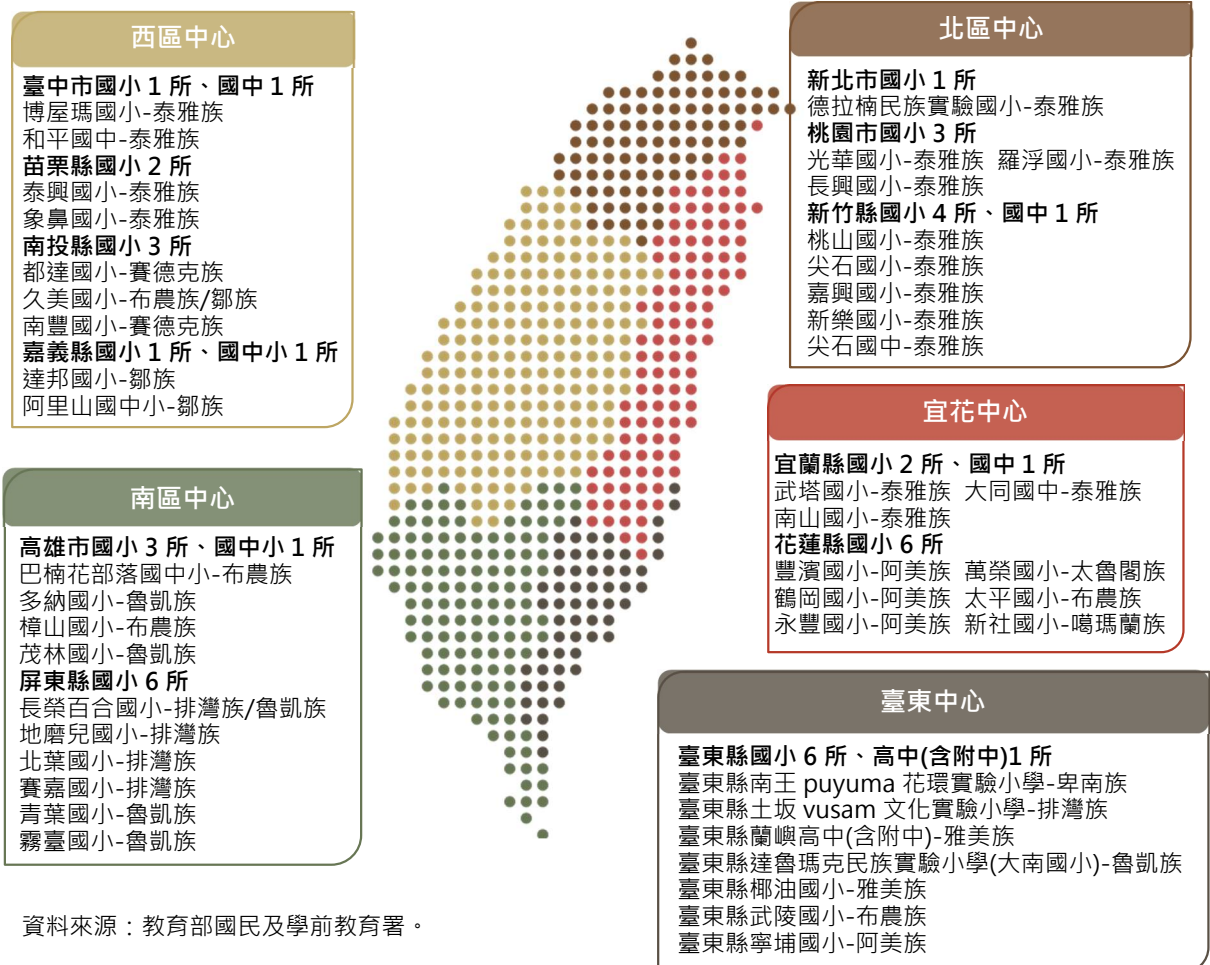 西區中心
臺中市國小 1 所、國中 1 所
博屋瑪國小-泰雅族
和平國中-泰雅族
苗栗縣國小 2 所
泰興國小-泰雅族
象鼻國小-泰雅族
南投縣國小 3 所
都達國小-賽德克族
久美國小-布農族/鄒族
南豐國小-賽德克族
嘉義縣國小 1 所、國中小 1 所
達邦國小-鄒族
阿里山國中小-鄒族
北區中心
新北市國小 1 所
德拉楠民族實驗國小-泰雅族
桃園市國小 3 所
光華國小-泰雅族 羅浮國小-泰雅族
長興國小-泰雅族
新竹縣國小 4 所、國中 1 所
桃山國小-泰雅族
尖石國小-泰雅族
嘉興國小-泰雅族
新樂國小-泰雅族
尖石國中-泰雅族
宜花中心
宜蘭縣國小 2 所、國中 1 所
武塔國小-泰雅族 大同國中-泰雅族
南山國小-泰雅族
花蓮縣國小 6 所
豐濱國小-阿美族 萬榮國小-太魯閣族
鶴岡國小-阿美族 太平國小-布農族
永豐國小-阿美族 新社國小-噶瑪蘭族
南區中心
高雄市國小 3 所、國中小 1 所
巴楠花部落國中小-布農族
多納國小-魯凱族
樟山國小-布農族
茂林國小-魯凱族
屏東縣國小 6 所
長榮百合國小-排灣族/魯凱族
地磨兒國小-排灣族
北葉國小-排灣族
賽嘉國小-排灣族
青葉國小-魯凱族
霧臺國小-魯凱族
臺東中心
臺東縣國小 6 所、高中(含附中)1 所
臺東縣南王 puyuma 花環實驗小學-卑南族
臺東縣土坂 vusam 文化實驗小學-排灣族
臺東縣蘭嶼高中(含附中)-雅美族
臺東縣達魯瑪克民族實驗小學(大南國小)-魯凱族
臺東縣椰油國小-雅美族
臺東縣武陵國小-布農族
臺東縣寧埔國小-阿美族
資料來源：教育部國民及學前教育署。